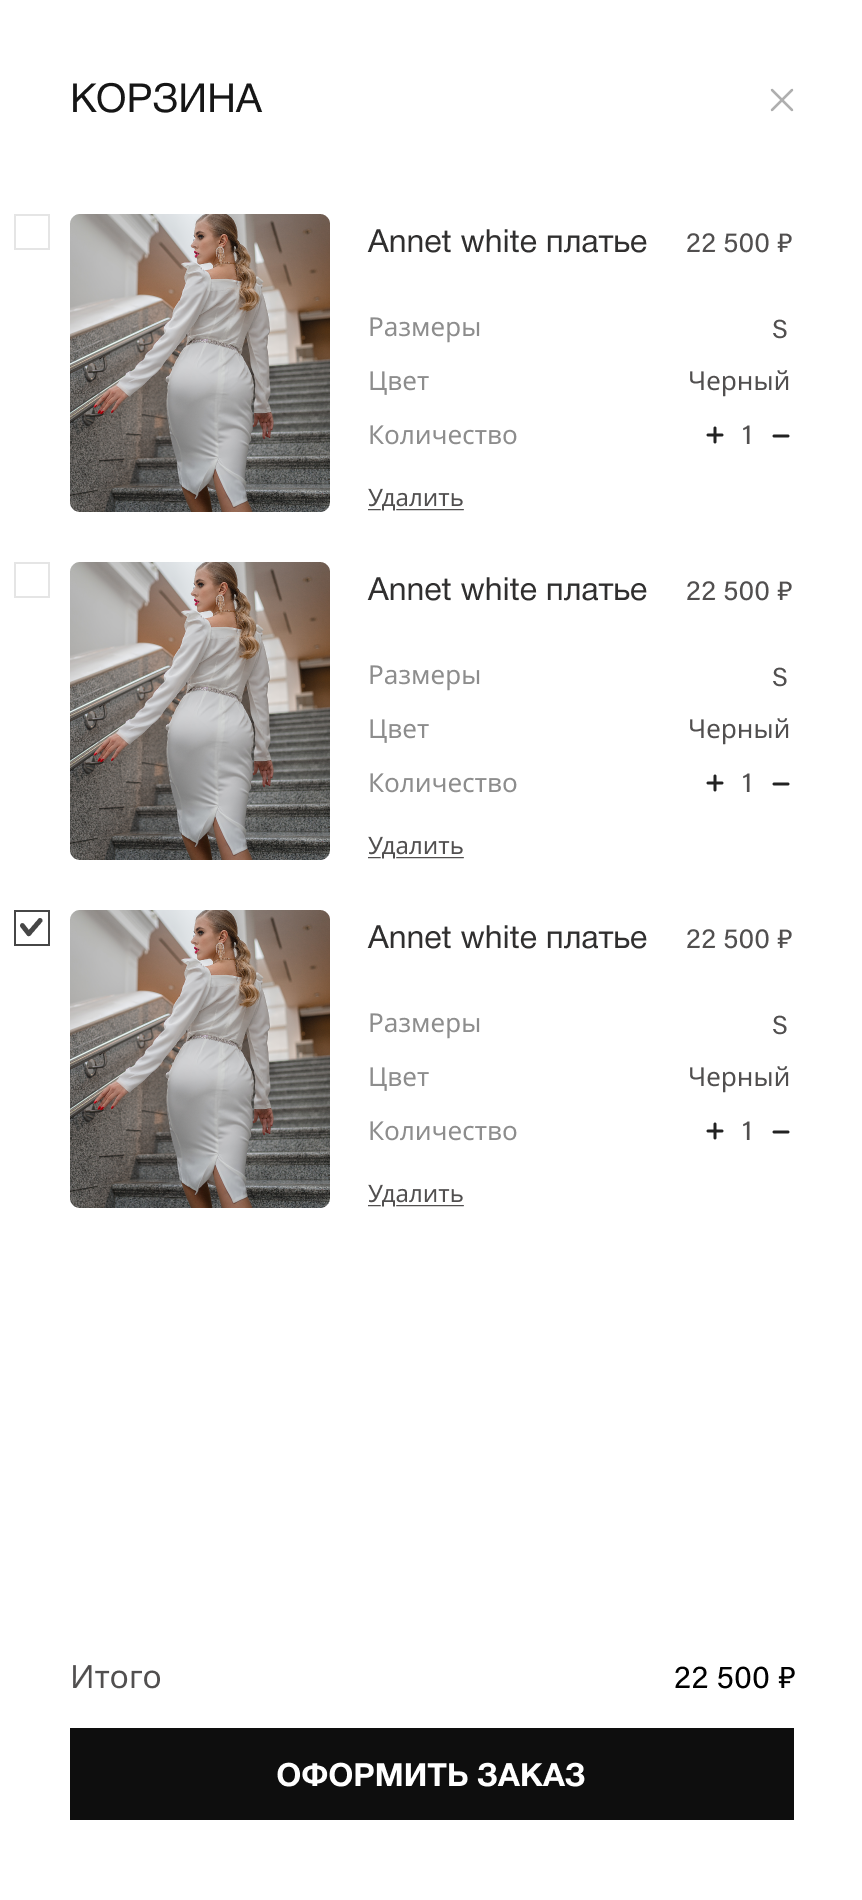 КОРЗИНА
Annet white платье 22 500 ₽
Размеры S
Цвет Черный
Количество + 1 −
Удалить
Annet white платье 22 500 ₽
Размеры S
Цвет Черный
Количество + 1 −
Удалить
Annet white платье 22 500 ₽
Размеры S
Цвет Черный
Количество + 1 −
Удалить
Итого 22 500 ₽
ОФОРМИТЬ ЗАКАЗ